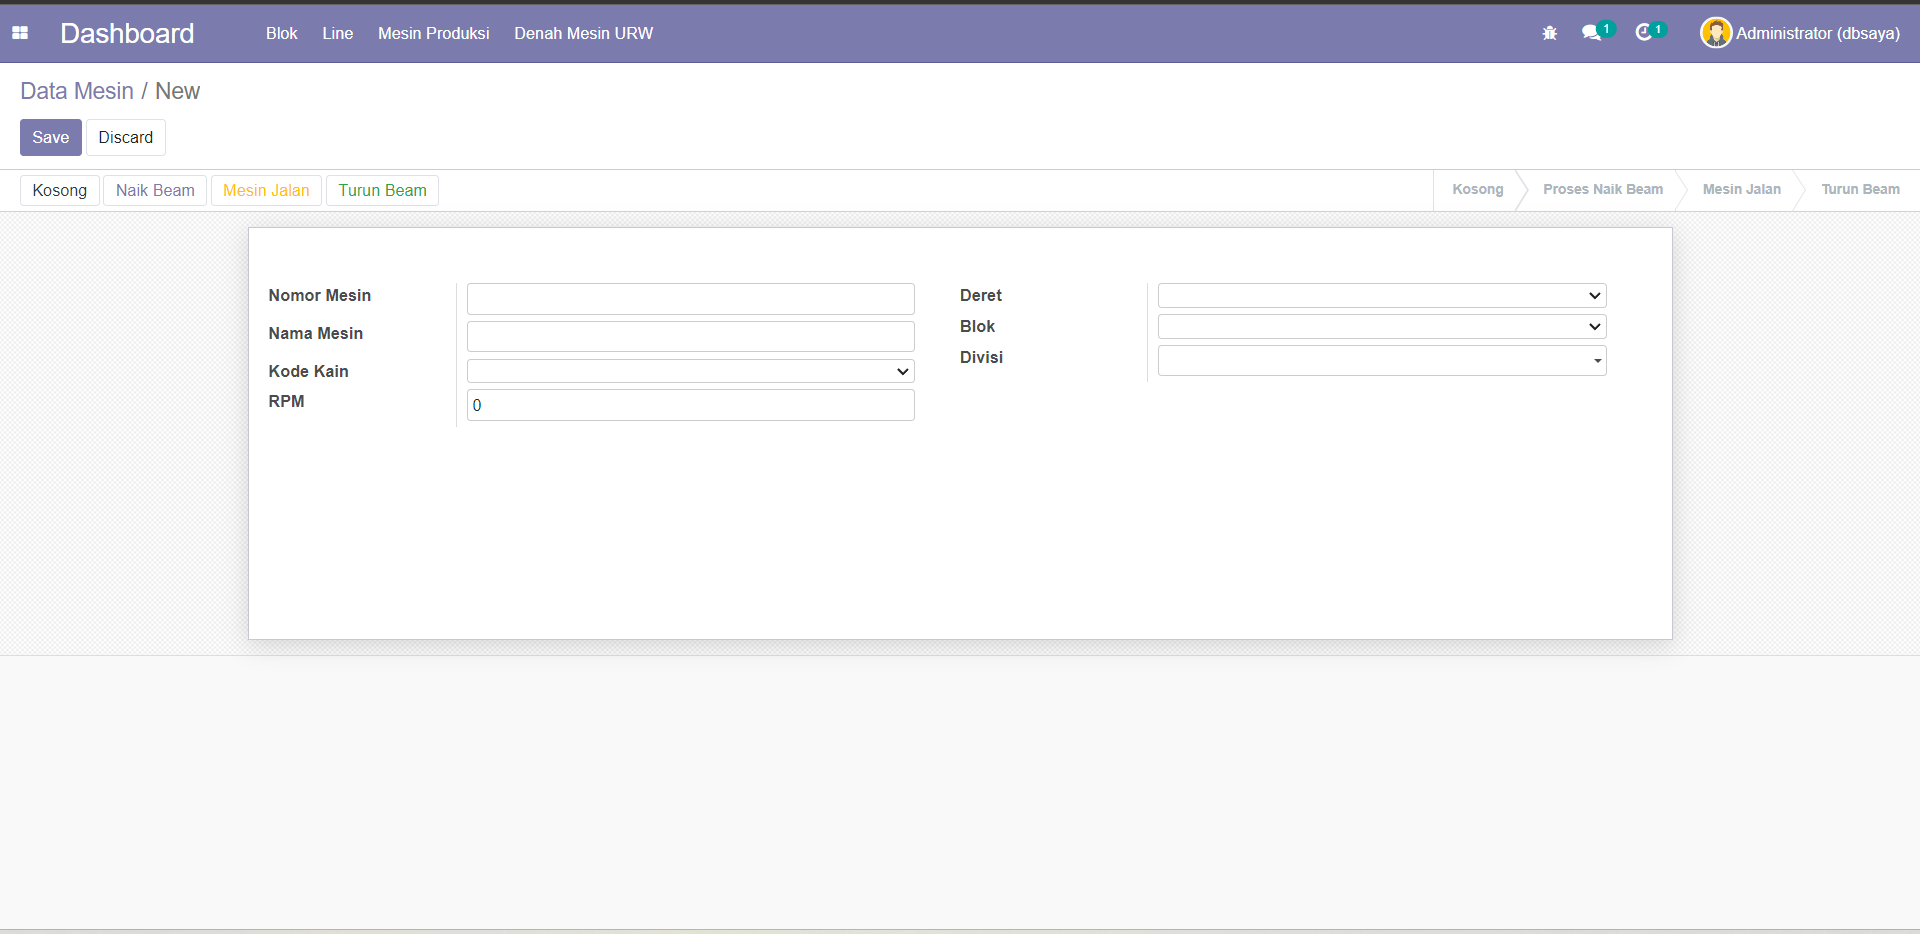 Dashboard Blok Line Mesin Produksi Denah Mesin URW 1 1 Administrator (dbsaya)
Data Mesin / New
Save Discard
Kosong Naik Beam Mesin Jalan Turun Beam Kosong Proses Naik Beam Mesin Jalan Turun Beam
Nomor Mesin
Nama Mesin
Kode Kain
RPM 0
Deret
Blok
Divisi